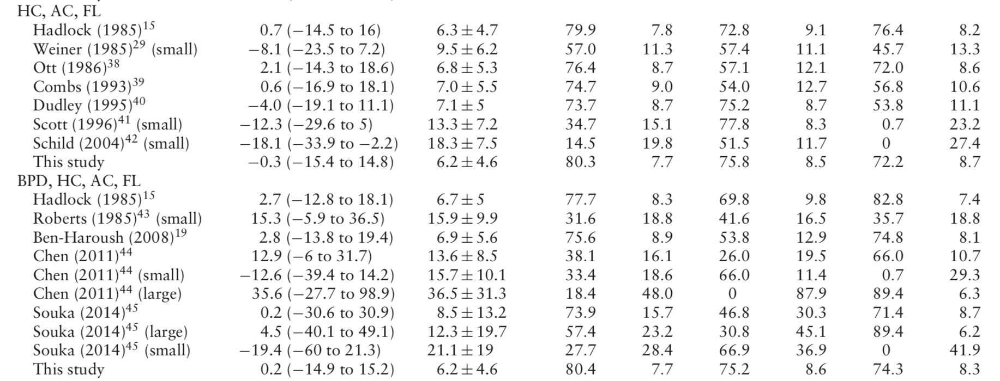 HC, AC, FL
Hadlock (1985)15 0.7 (−14.5 to 16) 6.3 ± 4.7 79.9 7.8 72.8 9.1 76.4 8.2
Weiner (1985)29 (small) −8.1 (−23.5 to 7.2) 9.5 ± 6.2 57.0 11.3 57.4 11.1 45.7 13.3
Ott (1986)38 2.1 (−14.3 to 18.6) 6.8 ± 5.3 76.4 8.7 57.1 12.1 72.0 8.6
Combs (1993)39 0.6 (−16.9 to 18.1) 7.0 ± 5.5 74.7 9.0 54.0 12.7 56.8 10.6
Dudley (1995)40 −4.0 (−19.1 to 11.1) 7.1 ± 5 73.7 8.7 75.2 8.7 53.8 11.1
Scott (1996)41 (small) −12.3 (−29.6 to 5) 13.3 ± 7.2 34.7 15.1 77.8 8.3 0.7 23.2
Schild (2004)42 (small) −18.1 (−33.9 to −2.2) 18.3 ± 7.5 14.5 19.8 51.5 11.7 0 27.4
This study −0.3 (−15.4 to 14.8) 6.2 ± 4.6 80.3 7.7 75.8 8.5 72.2 8.7
BPD, HC, AC, FL
Hadlock (1985)15 2.7 (−12.8 to 18.1) 6.7 ± 5 77.7 8.3 69.8 9.8 82.8 7.4
Roberts (1985)43 (small) 15.3 (−5.9 to 36.5) 15.9 ± 9.9 31.6 18.8 41.6 16.5 35.7 18.8
Ben-Haroush (2008)19 2.8 (−13.8 to 19.4) 6.9 ± 5.6 75.6 8.9 53.8 12.9 74.8 8.1
Chen (2011)44 12.9 (−6 to 31.7) 13.6 ± 8.5 38.1 16.1 26.0 19.5 66.0 10.7
Chen (2011)44 (small) −12.6 (−39.4 to 14.2) 15.7 ± 10.1 33.4 18.6 66.0 11.4 0.7 29.3
Chen (2011)44 (large) 35.6 (−27.7 to 98.9) 36.5 ± 31.3 18.4 48.0 0 87.9 89.4 6.3
Souka (2014)45 0.2 (−30.6 to 30.9) 8.5 ± 13.2 73.9 15.7 46.8 30.3 71.4 8.7
Souka (2014)45 (large) 4.5 (−40.1 to 49.1) 12.3 ± 19.7 57.4 23.2 30.8 45.1 89.4 6.2
Souka (2014)45 (small) −19.4 (−60 to 21.3) 21.1 ± 19 27.7 28.4 66.9 36.9 0 41.9
This study 0.2 (−14.9 to 15.2) 6.2 ± 4.6 80.4 7.7 75.2 8.6 74.3 8.3